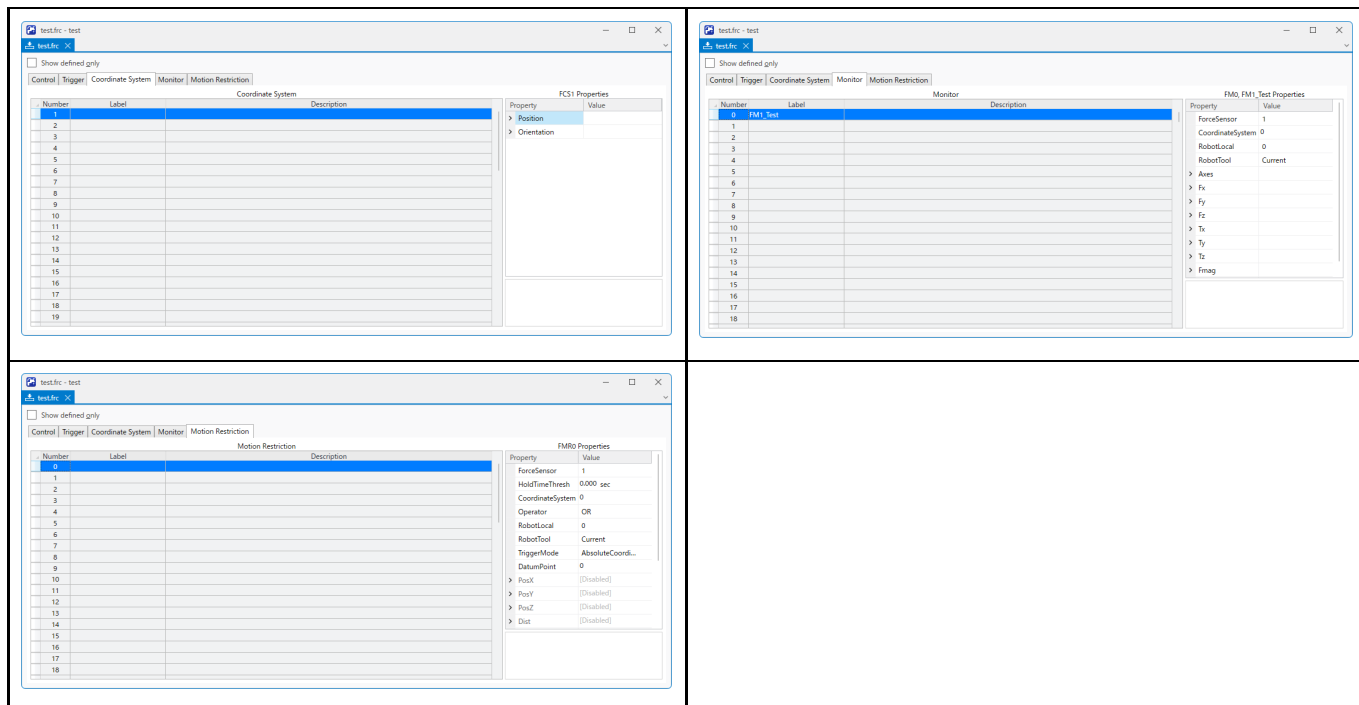 test.frc - test
test.frc
Show defined only
Control Trigger Coordinate System Monitor Motion Restriction
Coordinate System
Number Label Description
1
2
3
4
5
6
7
8
9
10
11
12
13
14
15
16
17
18
19
FCS1 Properties
Property Value
Position
Orientation
test.frc - test
test.frc
Show defined only
Control Trigger Coordinate System Monitor Motion Restriction
Monitor
Number Label Description
0 FM1_Test
1
2
3
4
5
6
7
8
9
10
11
12
13
14
15
16
17
18
FM0, FM1_Test Properties
Property Value
ForceSensor 1
CoordinateSystem 0
RobotLocal 0
RobotTool Current
Axes
Fx
Fy
Fz
Tx
Ty
Tz
Fmag
test.frc - test
test.frc
Show defined only
Control Trigger Coordinate System Monitor Motion Restriction
Motion Restriction
Number Label Description
0
1
2
3
4
5
6
7
8
9
10
11
12
13
14
15
16
17
18
FMR0 Properties
Property Value
ForceSensor 1
HoldTimeThresh 0.000 sec
CoordinateSystem 0
Operator OR
RobotLocal 0
RobotTool Current
TriggerMode AbsoluteCoordi...
DatumPoint 0
PosX [Disabled]
PosY [Disabled]
PosZ [Disabled]
Dist [Disabled]